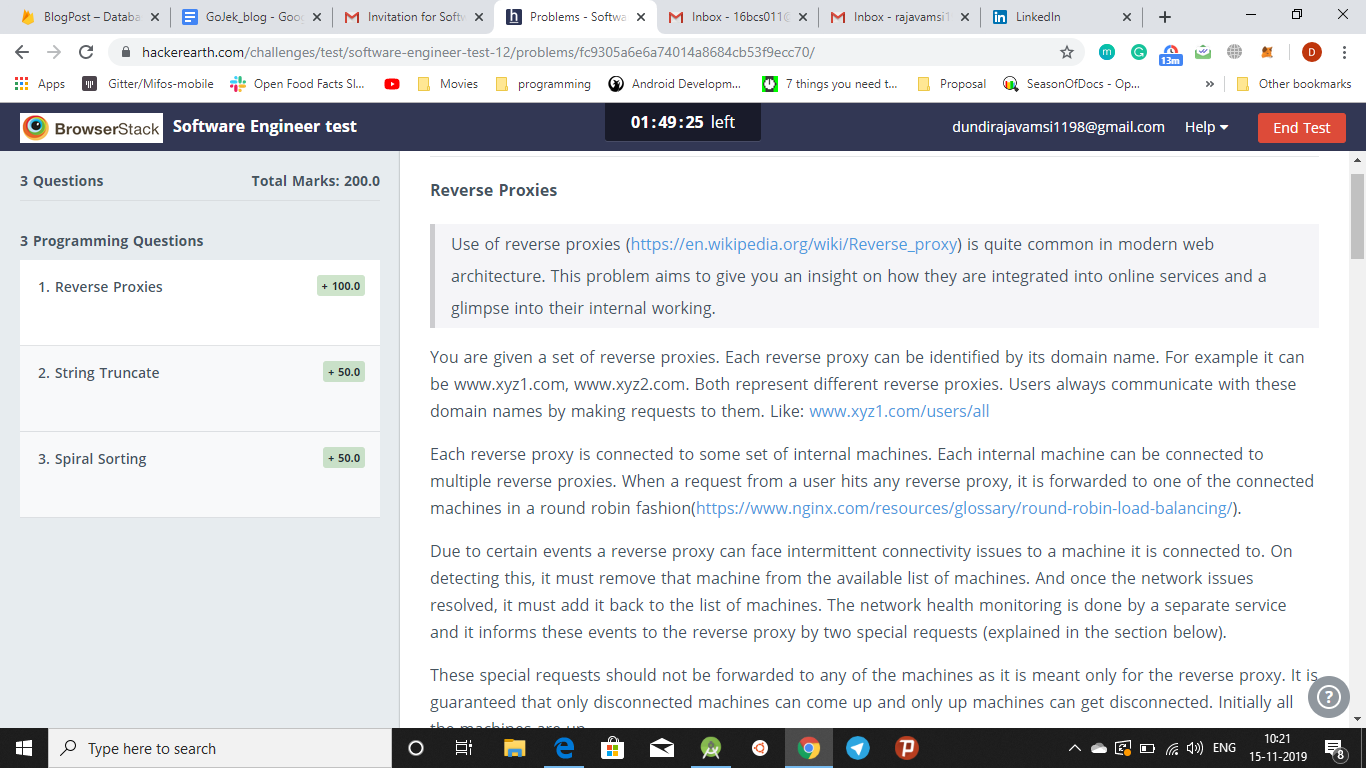 BlogPost – Databa
GoJek_blog - Goo
Invitation for Softw
Problems - Softwa
Inbox - 16bcs011@
Inbox - rajavamsi1
LinkedIn
hackerearth.com/challenges/test/software-engineer-test-12/problems/fc9305a6e6a74014a8684cb53f9ecc70/
m
13m
D
Apps
Gitter/Mifos-mobile
Open Food Facts Sl...
Movies
programming
Android Developm...
7 things you need t...
Proposal
SeasonOfDocs - Op...
»
Other bookmarks
BrowserStack
Software Engineer test
01:49:25 left
dundirajavamsi1198@gmail.com
Help
End Test
3 Questions
Total Marks: 200.0
3 Programming Questions
1. Reverse Proxies
+ 100.0
2. String Truncate
+ 50.0
3. Spiral Sorting
+ 50.0
Reverse Proxies
Use of reverse proxies (https://en.wikipedia.org/wiki/Reverse_proxy) is quite common in modern web
architecture. This problem aims to give you an insight on how they are integrated into online services and a
glimpse into their internal working.
You are given a set of reverse proxies. Each reverse proxy can be identified by its domain name. For example it can
be www.xyz1.com, www.xyz2.com. Both represent different reverse proxies. Users always communicate with these
domain names by making requests to them. Like: www.xyz1.com/users/all
Each reverse proxy is connected to some set of internal machines. Each internal machine can be connected to
multiple reverse proxies. When a request from a user hits any reverse proxy, it is forwarded to one of the connected
machines in a round robin fashion(https://www.nginx.com/resources/glossary/round-robin-load-balancing/).
Due to certain events a reverse proxy can face intermittent connectivity issues to a machine it is connected to. On
detecting this, it must remove that machine from the available list of machines. And once the network issues
resolved, it must add it back to the list of machines. The network health monitoring is done by a separate service
and it informs these events to the reverse proxy by two special requests (explained in the section below).
These special requests should not be forwarded to any of the machines as it is meant only for the reverse proxy. It is
guaranteed that only disconnected machines can come up and only up machines can get disconnected. Initially all
the machines are up
?
Type here to search
ENG
10:21
15-11-2019
8